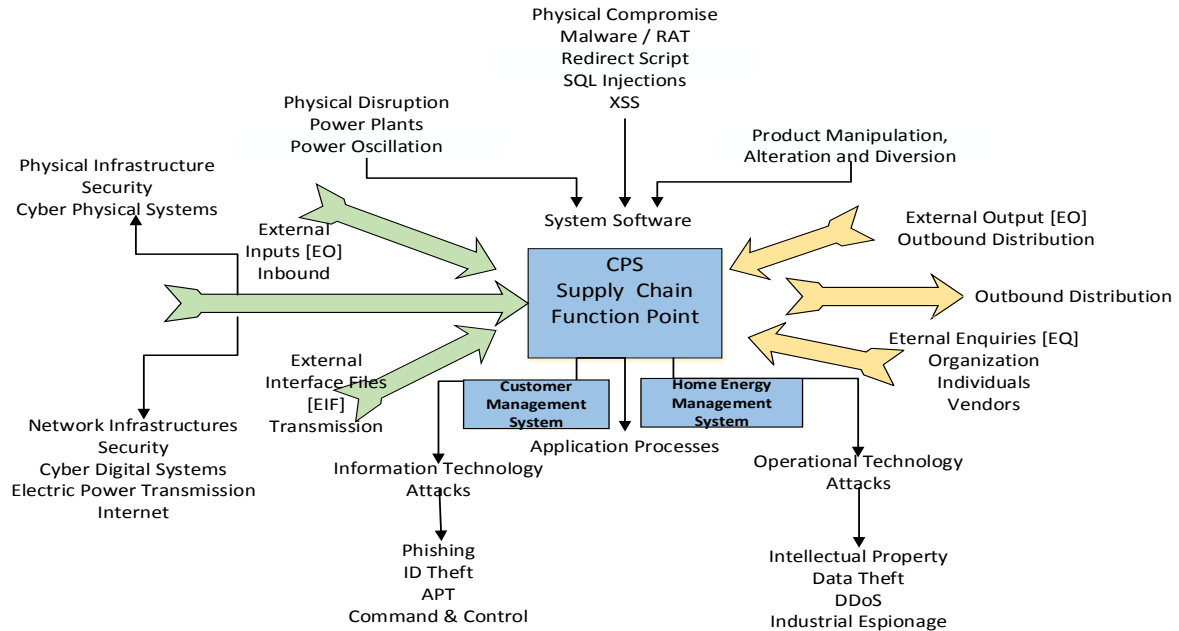 Physical Compromise
Malware / RAT
Redirect Script
SQL Injections
XSS
Physical Disruption
Power Plants
Power Oscillation
Product Manipulation,
Alteration and Diversion
Physical Infrastructure
Security
Cyber Physical Systems
System Software
External
Inputs [EO]
Inbound
External Output [EO]
Outbound Distribution
CPS
Supply Chain
Function Point
Outbound Distribution
Eternal Enquiries [EQ]
Organization
Individuals
Vendors
External
Interface Files
[EIF]
Transmission
Customer
Management
System
Home Energy
Management
System
Application Processes
Network Infrastructures
Security
Cyber Digital Systems
Electric Power Transmission
Internet
Information Technology
Attacks
Operational Technology
Attacks
Phishing
ID Theft
APT
Command & Control
Intellectual Property
Data Theft
DDoS
Industrial Espionage